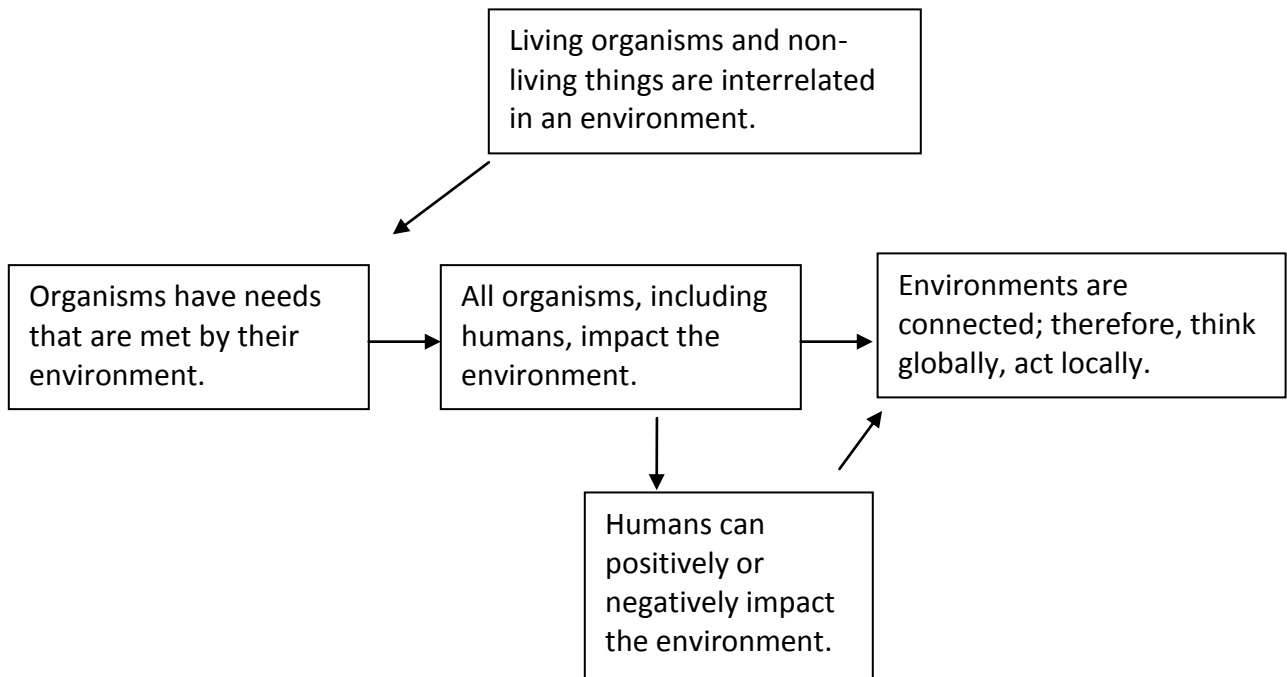 Living organisms and non-
living things are interrelated
in an environment.
Organisms have needs
that are met by their
environment.
All organisms, including
humans, impact the
environment.
Environments are
connected; therefore, think
globally, act locally.
Humans can
positively or
negatively impact
the environment.